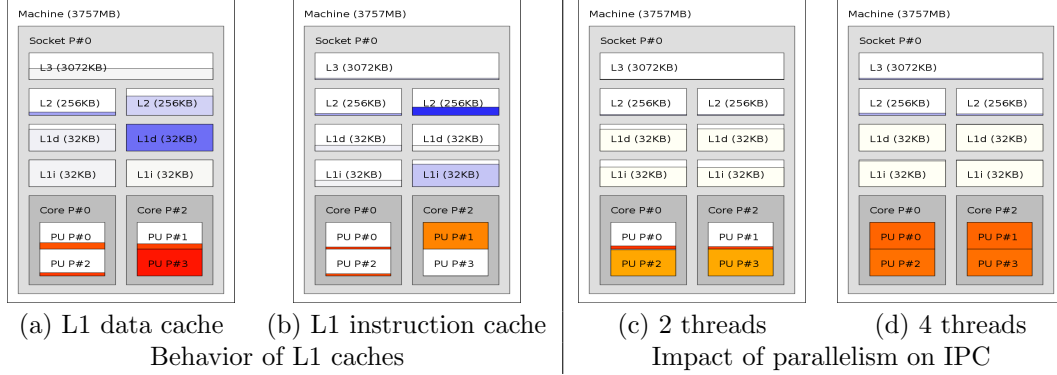 Machine (3757MB)
Socket P#0
L3 (3072KB)
L2 (256KB) L2 (256KB)
L1d (32KB) L1d (32KB)
L1i (32KB) L1i (32KB)
Core P#0 Core P#2
PU P#0 PU P#1
PU P#2 PU P#3
(a) L1 data cache
Machine (3757MB)
Socket P#0
L3 (3072KB)
L2 (256KB) L2 (256KB)
L1d (32KB) L1d (32KB)
L1i (32KB) L1i (32KB)
Core P#0 Core P#2
PU P#0 PU P#1
PU P#2 PU P#3
(b) L1 instruction cache
Behavior of L1 caches
Machine (3757MB)
Socket P#0
L3 (3072KB)
L2 (256KB) L2 (256KB)
L1d (32KB) L1d (32KB)
L1i (32KB) L1i (32KB)
Core P#0 Core P#2
PU P#0 PU P#1
PU P#2 PU P#3
(c) 2 threads
Machine (3757MB)
Socket P#0
L3 (3072KB)
L2 (256KB) L2 (256KB)
L1d (32KB) L1d (32KB)
L1i (32KB) L1i (32KB)
Core P#0 Core P#2
PU P#0 PU P#1
PU P#2 PU P#3
(d) 4 threads
Impact of parallelism on IPC